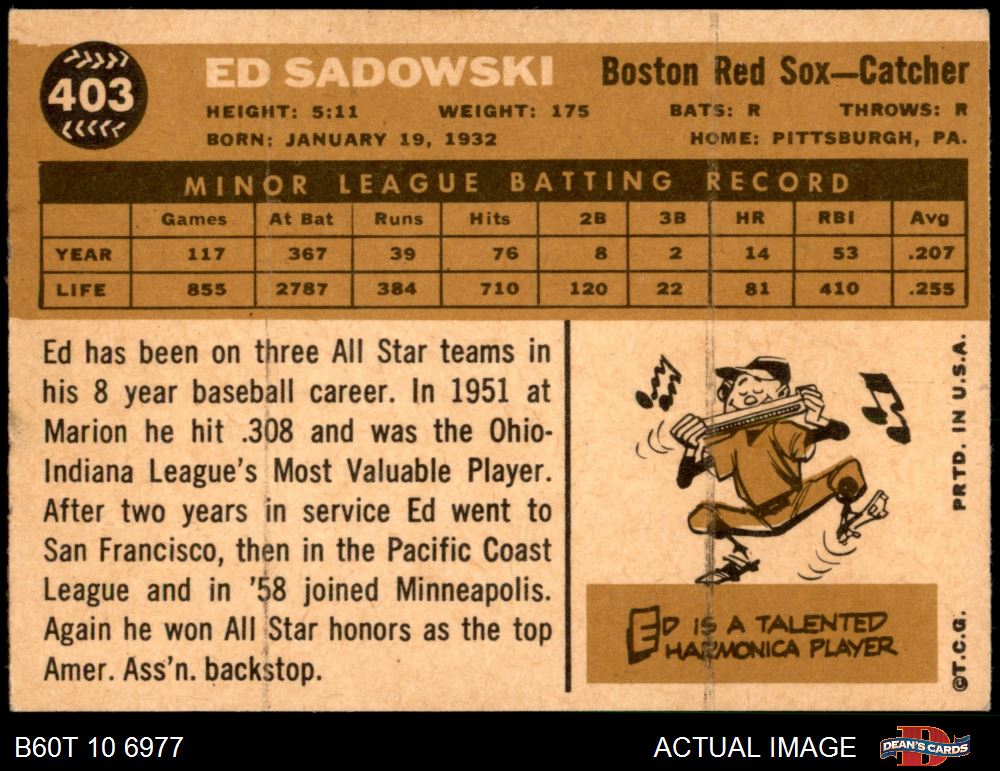 403
ED SADOWSKI Boston Red Sox—Catcher
HEIGHT: 5:11 WEIGHT: 175 BATS: R THROWS: R
BORN: JANUARY 19, 1932 HOME: PITTSBURGH, PA.
MINOR LEAGUE BATTING RECORD
Games At Bat Runs Hits 2B 3B HR RBI Avg
YEAR 117 367 39 76 8 2 14 53 .207
LIFE 855 2787 384 710 120 22 81 410 .255
Ed has been on three All Star teams in
his 8 year baseball career. In 1951 at
Marion he hit .308 and was the Ohio-
Indiana League's Most Valuable Player.
After two years in service Ed went to
San Francisco, then in the Pacific Coast
League and in '58 joined Minneapolis.
Again he won All Star honors as the top
Amer. Ass'n. backstop.
ED IS A TALENTED
HARMONICA PLAYER
©T.C.G. PRTD. IN U.S.A.
B60T 10 6977 ACTUAL IMAGE DEAN'S CARDS